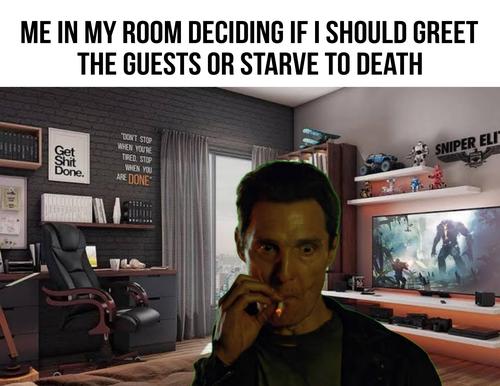 ME IN MY ROOM DECIDING IF I SHOULD GREET
THE GUESTS OR STARVE TO DEATH
Get
Shit
Done.
"DON'T STOP
WHEN YOU'RE
TIRED, STOP
WHEN YOU
ARE DONE"
SNIPER ELI